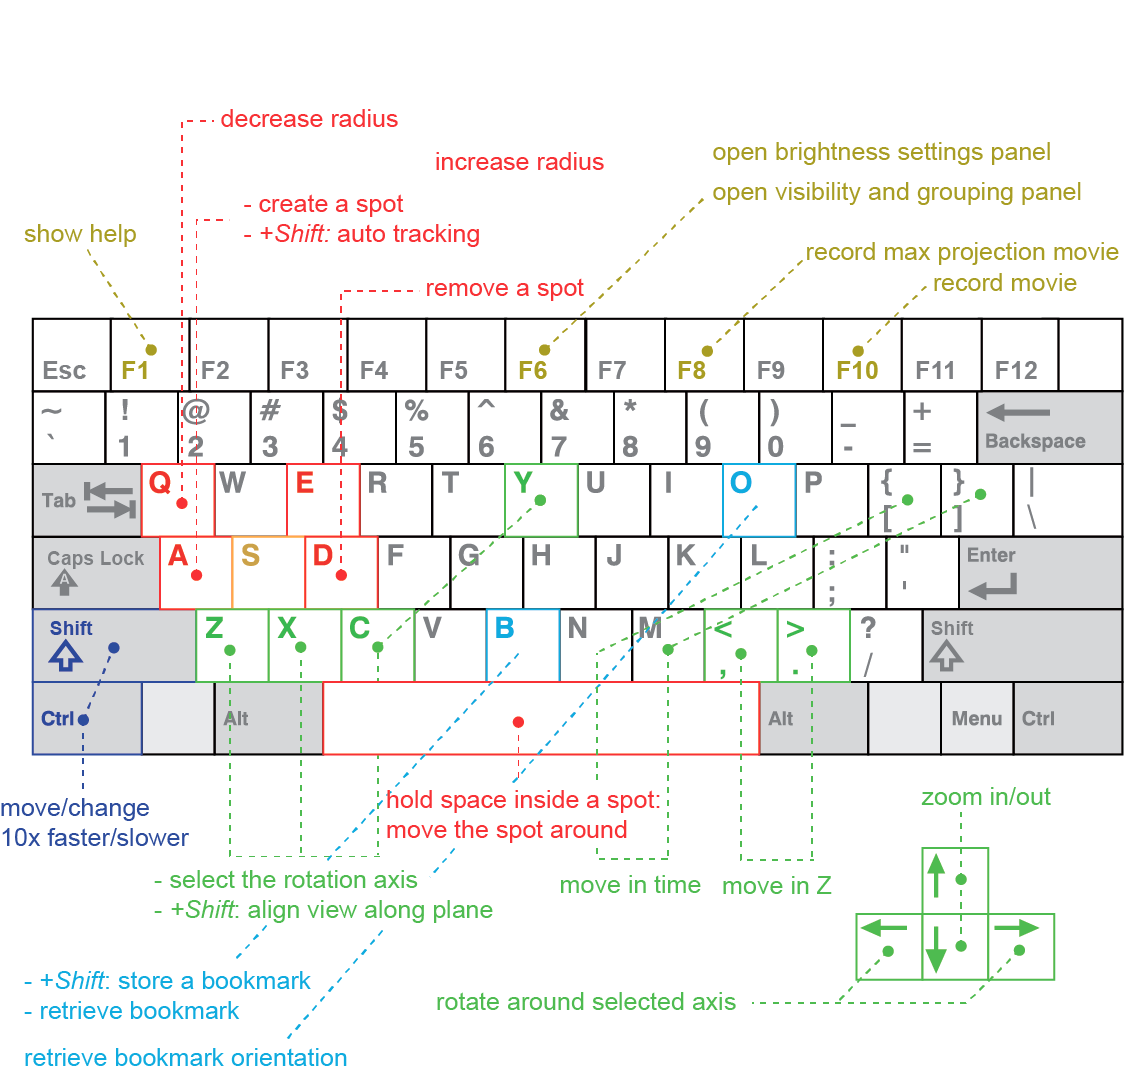 decrease radius
increase radius
open brightness settings panel
open visibility and grouping panel
- create a spot
- +Shift: auto tracking
show help
record max projection movie
record movie
remove a spot
Esc F1 F2 F3 F4 F5 F6 F7 F8 F9 F10 F11 F12
~ ! @ # $ % ^ & * ( ) _ +
` 1 2 3 4 5 6 7 8 9 0 - =
Backspace
Tab Q W E R T Y U I O P { } |
[ ] \
Caps Lock A S D F G H J K L : " Enter
A ; '
Shift Z X C V B N M < > ? Shift
, . /
Ctrl Alt Alt Menu Ctrl
move/change
10x faster/slower
hold space inside a spot:
move the spot around
zoom in/out
- select the rotation axis
- +Shift: align view along plane
move in time
move in Z
- +Shift: store a bookmark
- retrieve bookmark
rotate around selected axis
retrieve bookmark orientation